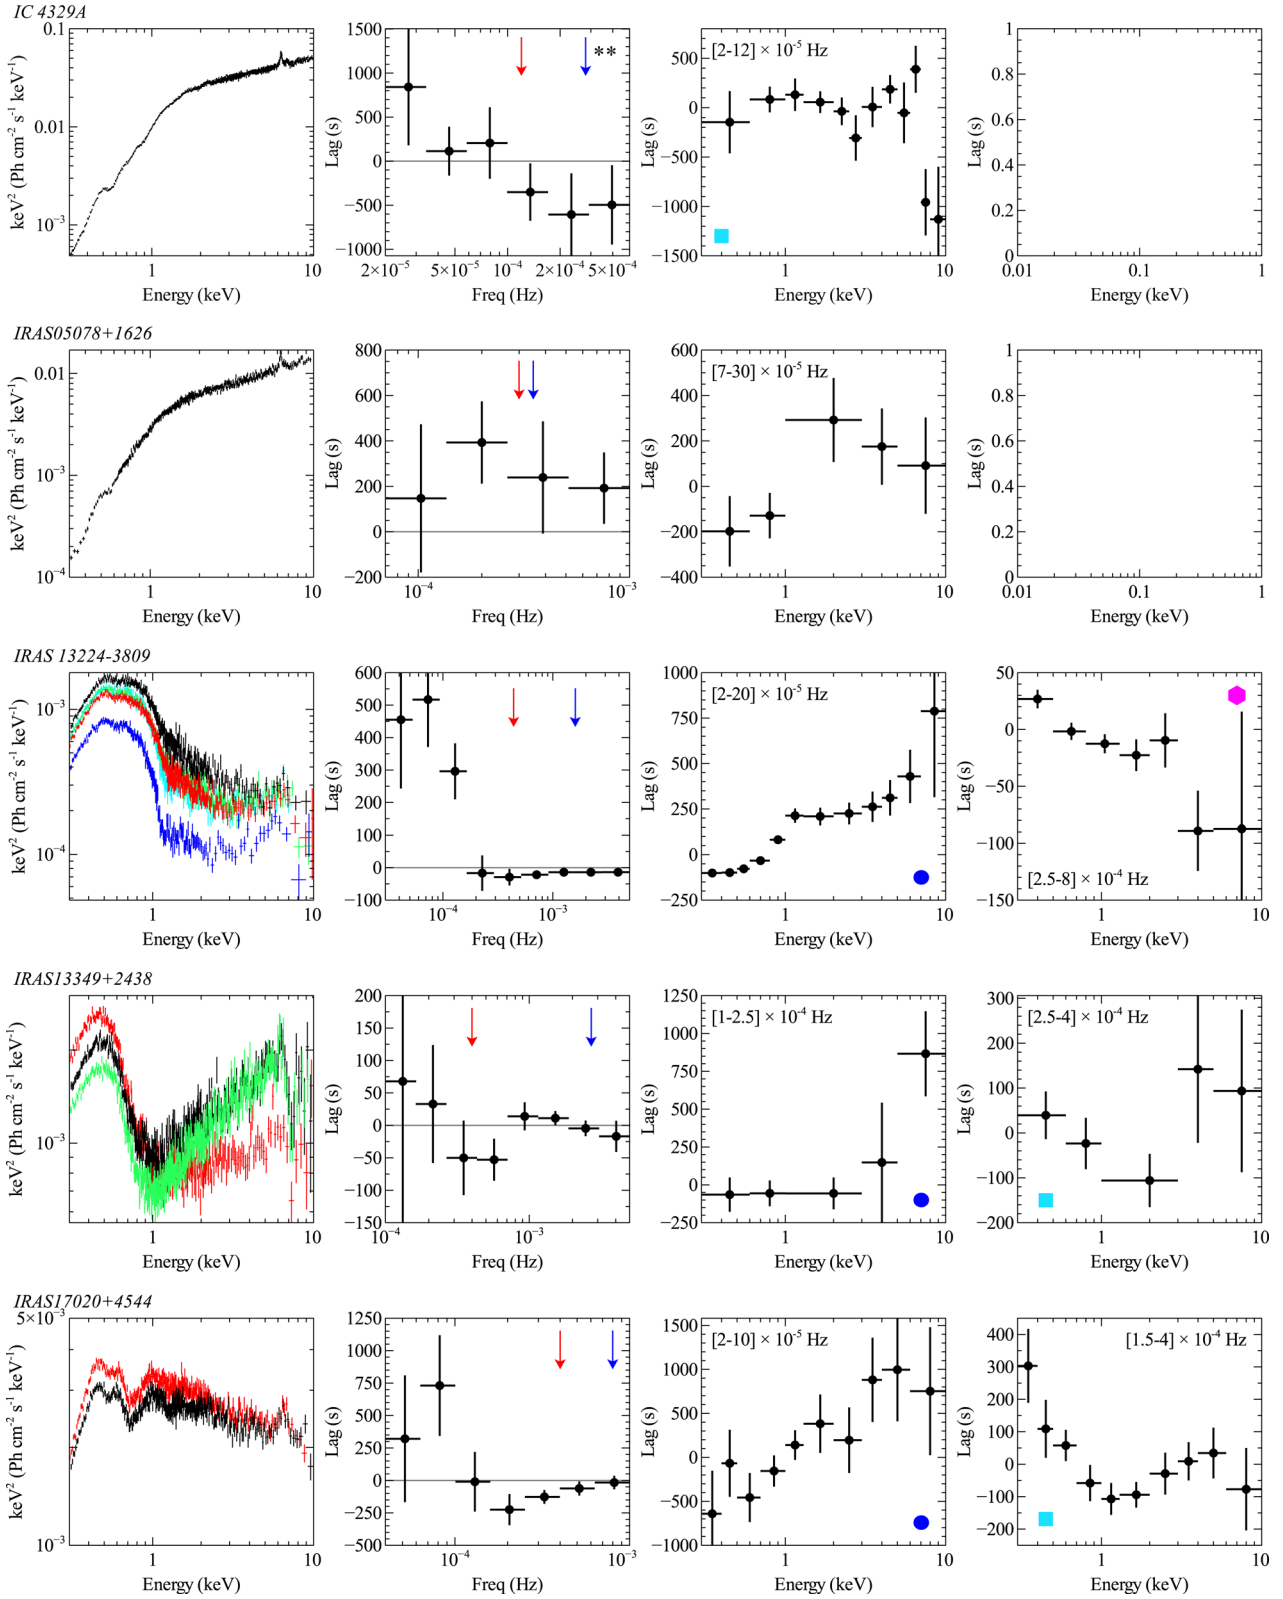 IC 4329A
0.1
0.01
10⁻³
1
10
Energy (keV)
keV² (Ph cm⁻² s⁻¹ keV⁻¹)
1500
1000
500
0
−500
−1000
2×10⁻⁵
5×10⁻⁵
10⁻⁴
2×10⁻⁴
5×10⁻⁴
Freq (Hz)
Lag (s)
**
[2-12] × 10⁻⁵ Hz
500
0
−500
−1000
−1500
1
10
Energy (keV)
Lag (s)
1
0.8
0.6
0.4
0.2
0
0.01
0.1
1
Energy (keV)
Lag (s)
IRAS05078+1626
0.01
10⁻³
10⁻⁴
1
10
Energy (keV)
keV² (Ph cm⁻² s⁻¹ keV⁻¹)
800
600
400
200
0
−200
10⁻⁴
10⁻³
Freq (Hz)
Lag (s)
[7-30] × 10⁻⁵ Hz
600
400
200
0
−200
−400
1
10
Energy (keV)
Lag (s)
1
0.8
0.6
0.4
0.2
0
0.01
0.1
1
Energy (keV)
Lag (s)
IRAS 13224-3809
10⁻³
10⁻⁴
1
10
Energy (keV)
keV² (Ph cm⁻² s⁻¹ keV⁻¹)
600
500
400
300
200
100
0
−100
10⁻⁴
10⁻³
Freq (Hz)
Lag (s)
[2-20] × 10⁻⁵ Hz
1000
750
500
250
0
−250
1
10
Energy (keV)
Lag (s)
50
0
−50
−100
−150
[2.5-8] × 10⁻⁴ Hz
1
10
Energy (keV)
Lag (s)
IRAS13349+2438
10⁻³
1
10
Energy (keV)
keV² (Ph cm⁻² s⁻¹ keV⁻¹)
200
150
100
50
0
−50
−100
−150
10⁻⁴
10⁻³
Freq (Hz)
Lag (s)
[1-2.5] × 10⁻⁴ Hz
1250
1000
750
500
250
0
−250
1
10
Energy (keV)
Lag (s)
[2.5-4] × 10⁻⁴ Hz
300
200
100
0
−100
−200
1
10
Energy (keV)
Lag (s)
IRAS17020+4544
5×10⁻³
10⁻³
1
10
Energy (keV)
keV² (Ph cm⁻² s⁻¹ keV⁻¹)
1250
1000
750
500
250
0
−250
−500
10⁻⁴
10⁻³
Freq (Hz)
Lag (s)
[2-10] × 10⁻⁵ Hz
1500
1000
500
0
−500
−1000
1
10
Energy (keV)
Lag (s)
[1.5-4] × 10⁻⁴ Hz
400
300
200
100
0
−100
−200
1
10
Energy (keV)
Lag (s)